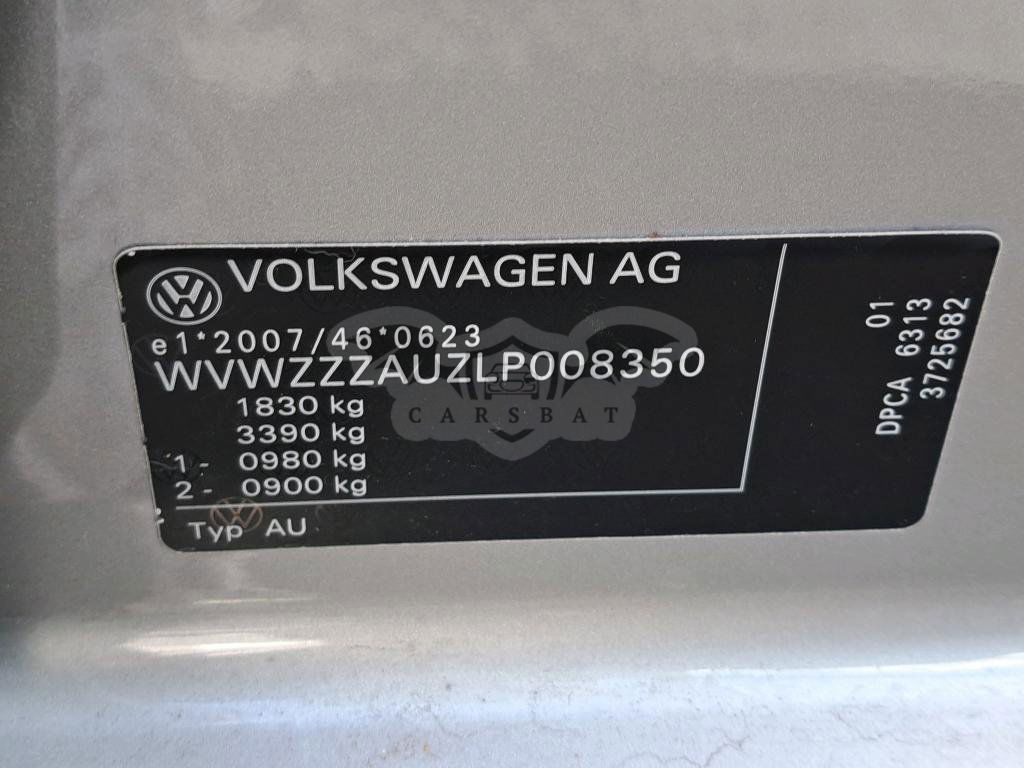 VOLKSWAGEN AG
e1*2007/46*0623
WVWZZZAUZLP008350
1830 kg
3390 kg
1 - 0980 kg
2 - 0900 kg
Typ AU
01
DPCA 6313
3725682
CARSBAT